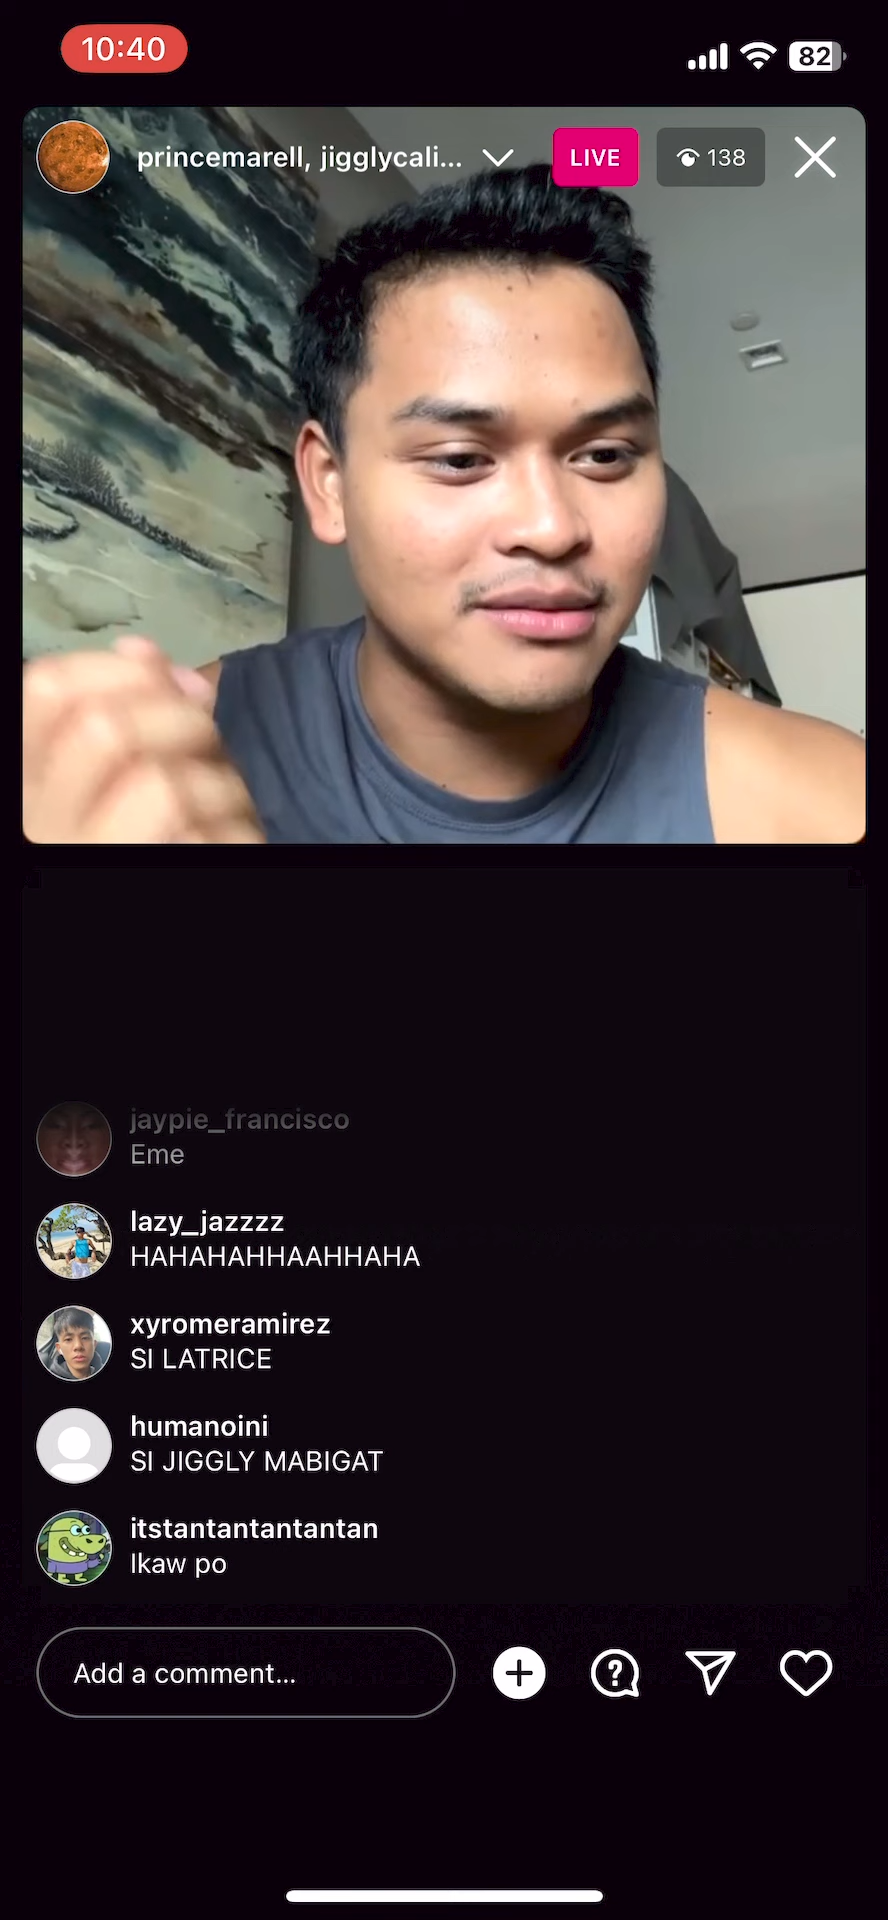 10:40
82
princemarell, jigglycali...
LIVE
138
jaypie_francisco
Eme
lazy_jazzzz
HAHAHAHHAAHHAHA
xyromeramirez
SI LATRICE
humanoini
SI JIGGLY MABIGAT
itstantantantantan
Ikaw po
Add a comment...